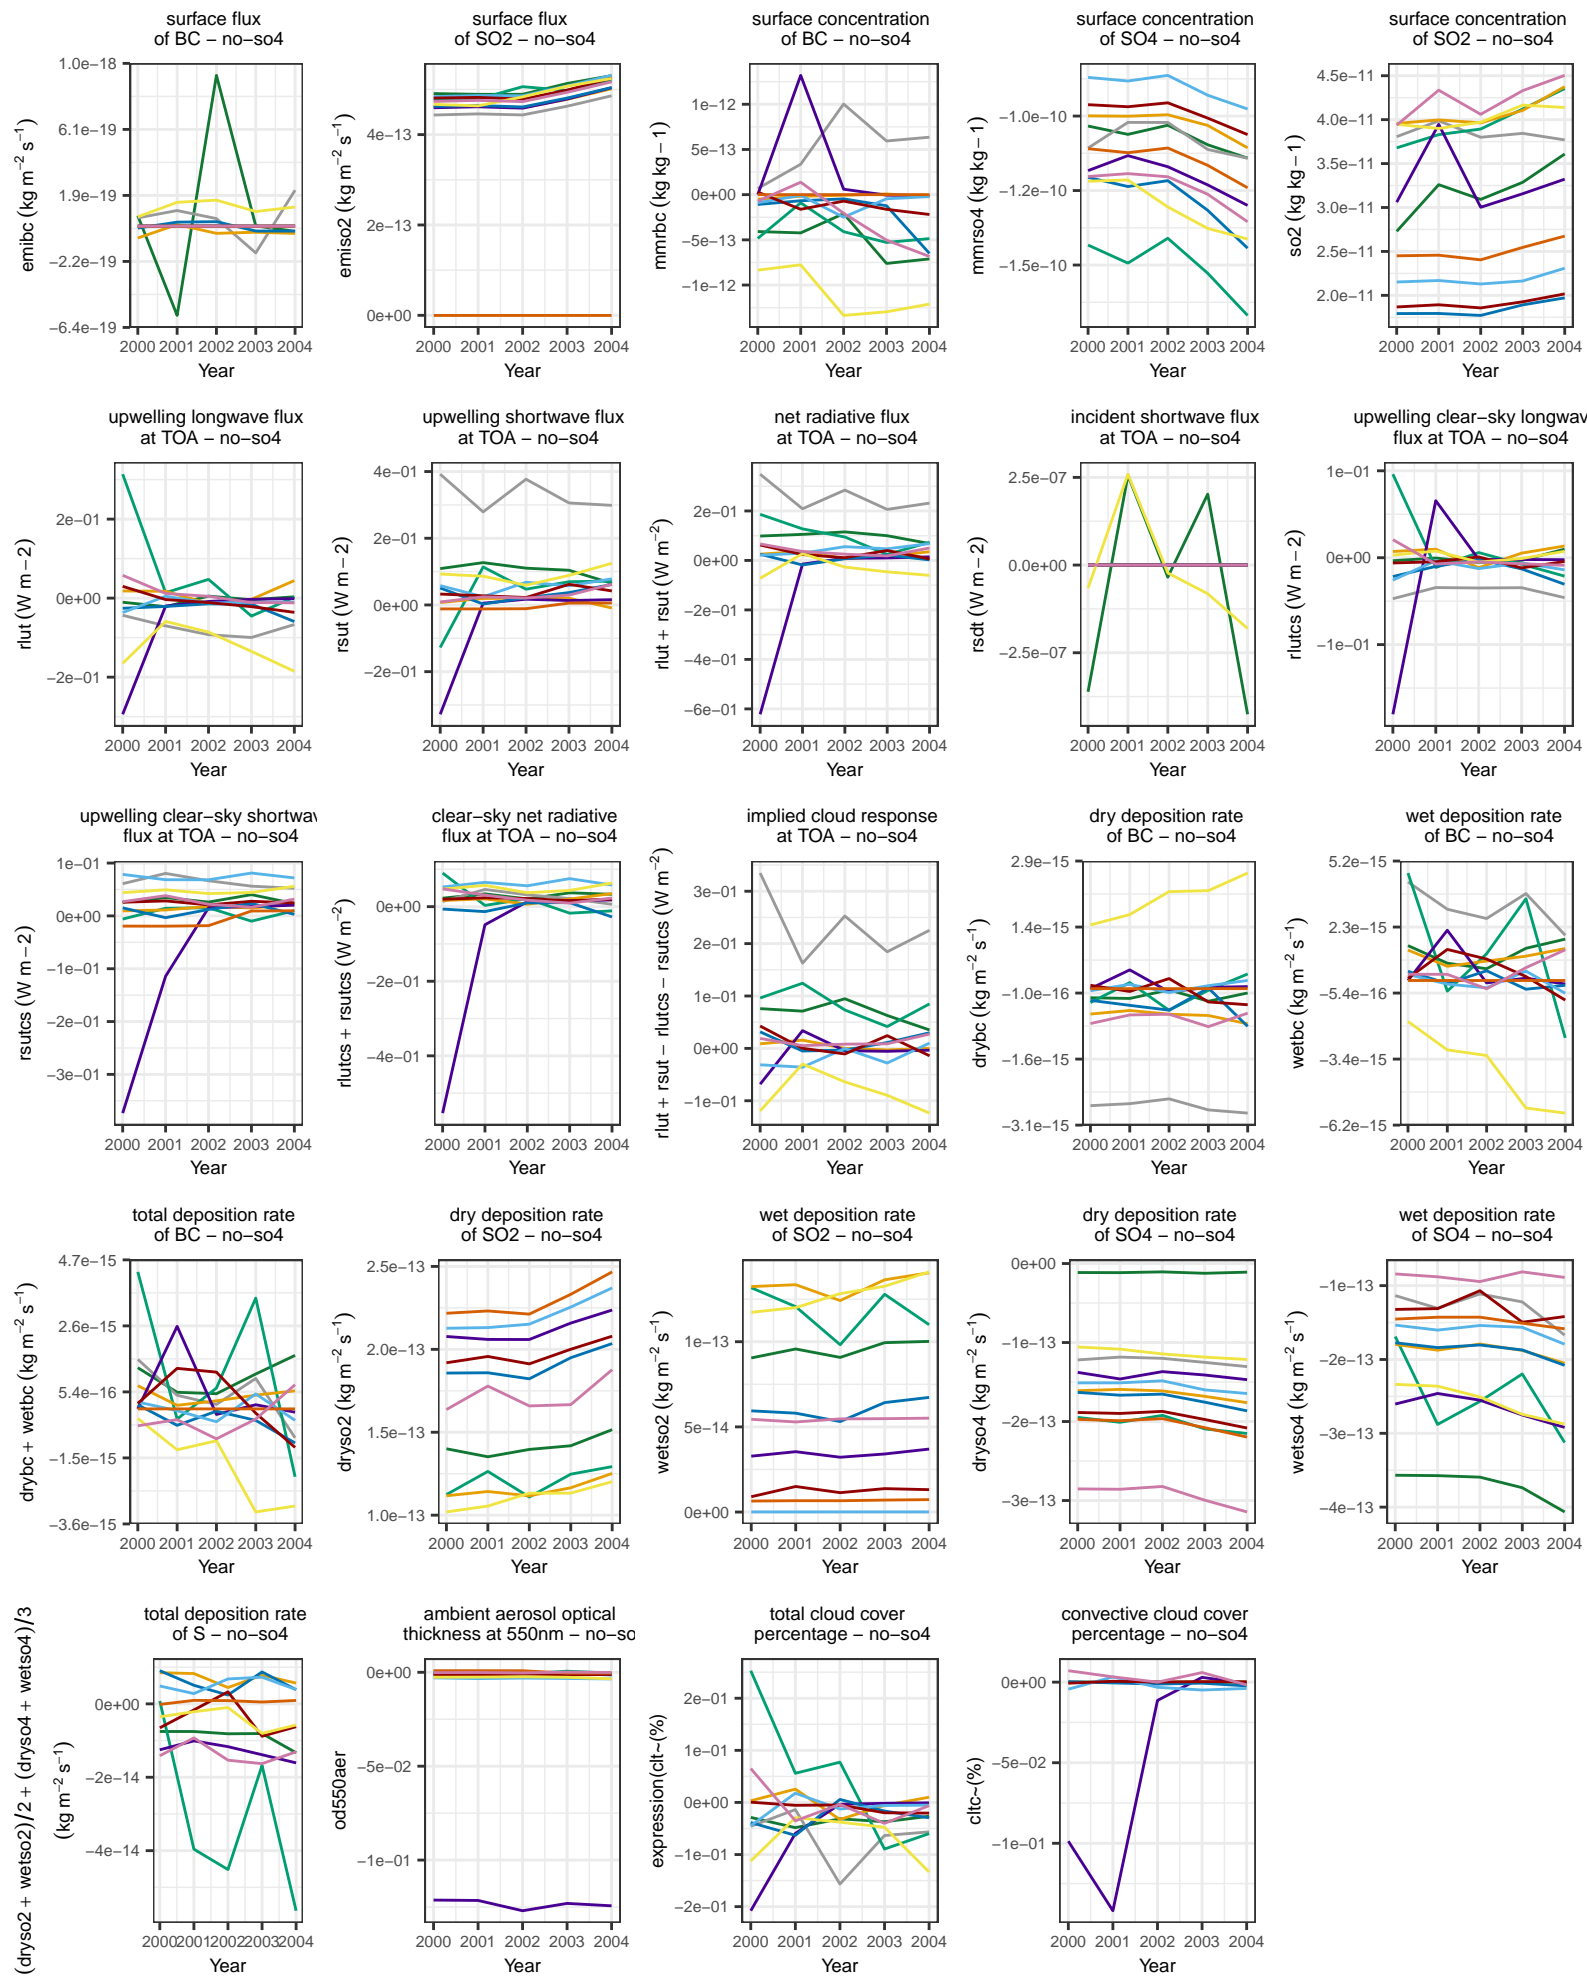 surface flux
of BC − no−so4
surface flux
of SO2 − no−so4
surface concentration
of BC − no−so4
surface concentration
of SO4 − no−so4
surface concentration
of SO2 − no−so4
emibc (kg m−2 s−1)
1.0e−18
6.1e−19
1.9e−19
−2.2e−19
−6.4e−19
2000 2001 2002 2003 2004
Year
emiso2 (kg m−2 s−1)
4e−13
2e−13
0e+00
2000 2001 2002 2003 2004
Year
mmrbc (kg kg−1)
1e−12
5e−13
0e+00
−5e−13
−1e−12
2000 2001 2002 2003 2004
Year
mmrso4 (kg kg−1)
−1.0e−10
−1.2e−10
−1.5e−10
2000 2001 2002 2003 2004
Year
so2 (kg kg−1)
4.5e−11
4.0e−11
3.5e−11
3.0e−11
2.5e−11
2.0e−11
2000 2001 2002 2003 2004
Year
upwelling longwave flux
at TOA − no−so4
upwelling shortwave flux
at TOA − no−so4
net radiative flux
at TOA − no−so4
incident shortwave flux
at TOA − no−so4
upwelling clear−sky longwav
flux at TOA − no−so4
rlut (W m−2)
2e−01
0e+00
−2e−01
2000 2001 2002 2003 2004
Year
rsut (W m−2)
4e−01
2e−01
0e+00
−2e−01
2000 2001 2002 2003 2004
Year
rlut + rsut (W m−2)
2e−01
0e+00
−2e−01
−4e−01
−6e−01
2000 2001 2002 2003 2004
Year
rsdt (W m−2)
2.5e−07
0.0e+00
−2.5e−07
2000 2001 2002 2003 2004
Year
rlutcs (W m−2)
1e−01
0e+00
−1e−01
2000 2001 2002 2003 2004
Year
upwelling clear−sky shortwav
flux at TOA − no−so4
clear−sky net radiative
flux at TOA − no−so4
implied cloud response
at TOA − no−so4
dry deposition rate
of BC − no−so4
wet deposition rate
of BC − no−so4
rsutcs (W m−2)
1e−01
0e+00
−1e−01
−2e−01
−3e−01
2000 2001 2002 2003 2004
Year
rlutcs + rsutcs (W m−2)
0e+00
−2e−01
−4e−01
2000 2001 2002 2003 2004
Year
rlut + rsut − rlutcs − rsutcs (W m−2)
3e−01
2e−01
1e−01
0e+00
−1e−01
2000 2001 2002 2003 2004
Year
drybc (kg m−2 s−1)
2.9e−15
1.4e−15
−1.0e−16
−1.6e−15
−3.1e−15
2000 2001 2002 2003 2004
Year
wetbc (kg m−2 s−1)
5.2e−15
2.3e−15
−5.4e−16
−3.4e−15
−6.2e−15
2000 2001 2002 2003 2004
Year
total deposition rate
of BC − no−so4
dry deposition rate
of SO2 − no−so4
wet deposition rate
of SO2 − no−so4
dry deposition rate
of SO4 − no−so4
wet deposition rate
of SO4 − no−so4
drybc + wetbc (kg m−2 s−1)
4.7e−15
2.6e−15
5.4e−16
−1.5e−15
−3.6e−15
2000 2001 2002 2003 2004
Year
dryso2 (kg m−2 s−1)
2.5e−13
2.0e−13
1.5e−13
1.0e−13
2000 2001 2002 2003 2004
Year
wetso2 (kg m−2 s−1)
1e−13
5e−14
0e+00
2000 2001 2002 2003 2004
Year
dryso4 (kg m−2 s−1)
0e+00
−1e−13
−2e−13
−3e−13
2000 2001 2002 2003 2004
Year
wetso4 (kg m−2 s−1)
−1e−13
−2e−13
−3e−13
−4e−13
2000 2001 2002 2003 2004
Year
total deposition rate
of S − no−so4
ambient aerosol optical
thickness at 550nm − no−so
total cloud cover
percentage − no−so4
convective cloud cover
percentage − no−so4
(dryso2 + wetso2)/2 + (dryso4 + wetso4)/3
(kg m−2 s−1)
0e+00
−2e−14
−4e−14
2000 2001 2002 2003 2004
Year
od550aer
0e+00
−5e−02
−1e−01
2000 2001 2002 2003 2004
Year
expression(clt~(%)
2e−01
1e−01
0e+00
−1e−01
−2e−01
2000 2001 2002 2003 2004
Year
cltc~(%)
0e+00
−5e−02
−1e−01
2000 2001 2002 2003 2004
Year